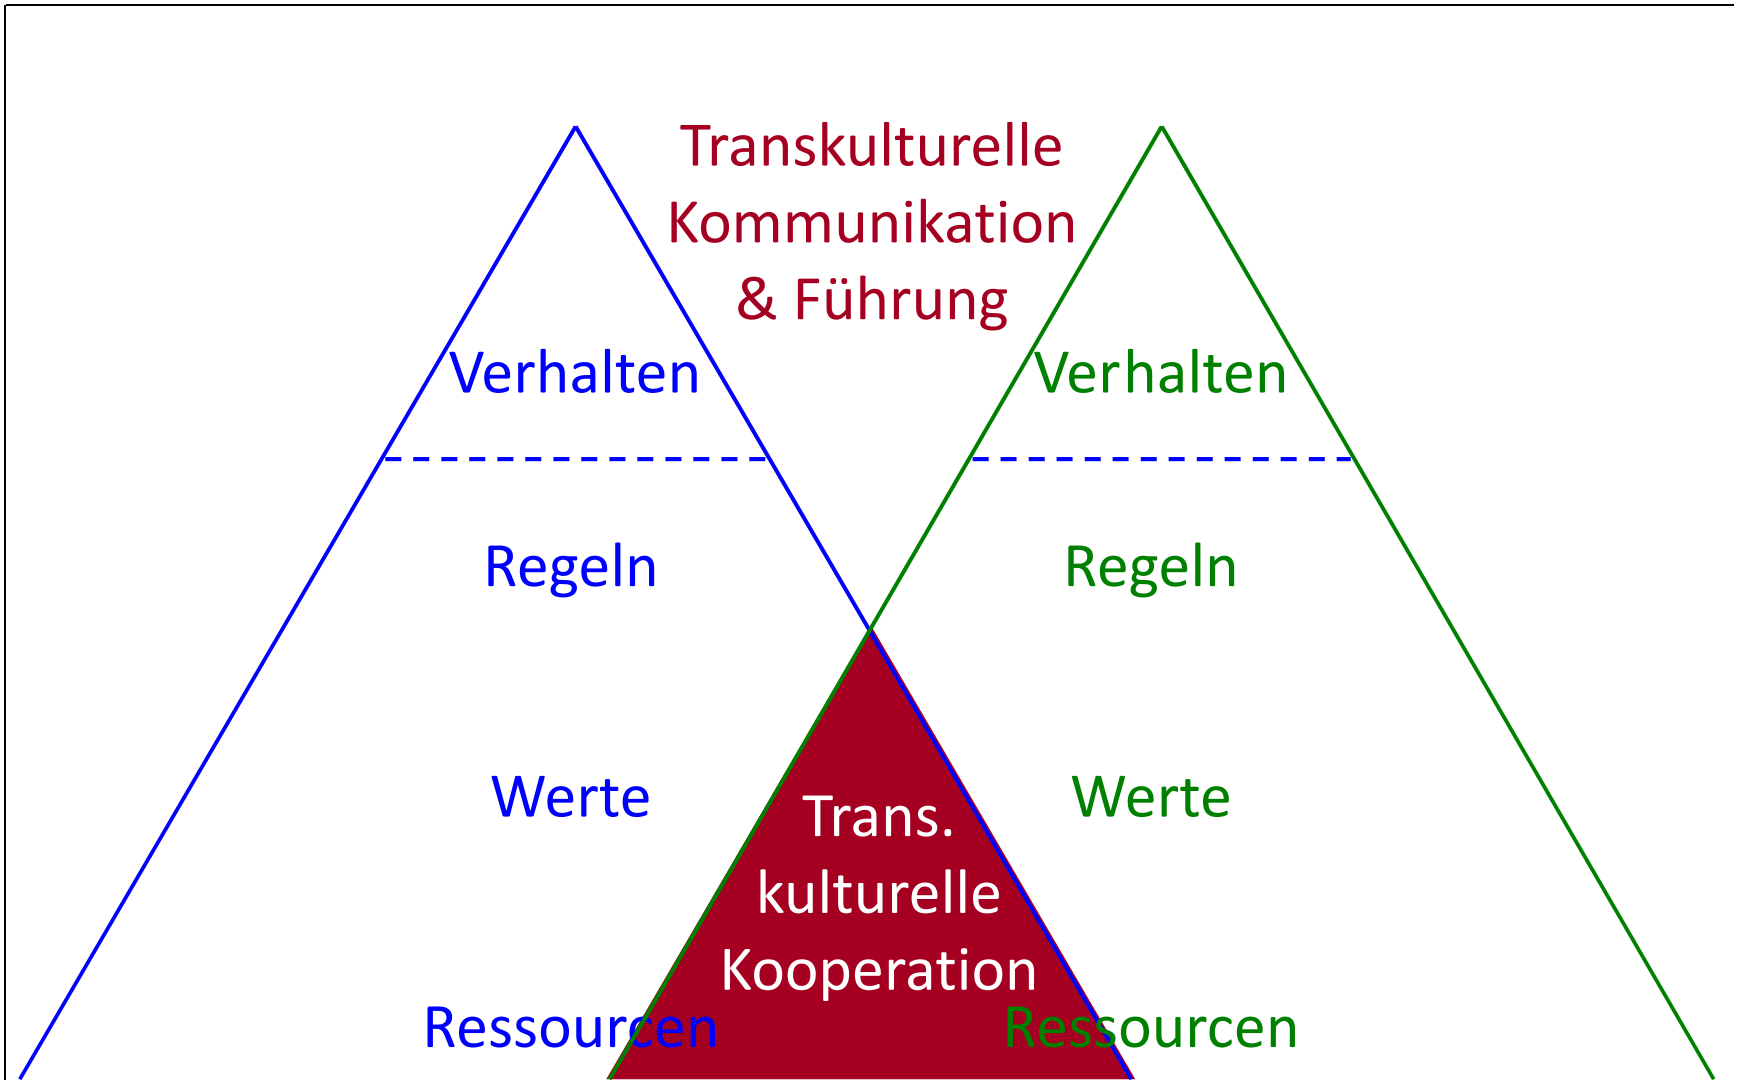 Transkulturelle
Kommunikation
& Führung
Verhalten
Verhalten
Regeln
Regeln
Werte
Werte
Trans.
kulturelle
Kooperation
Ressourcen
Ressourcen